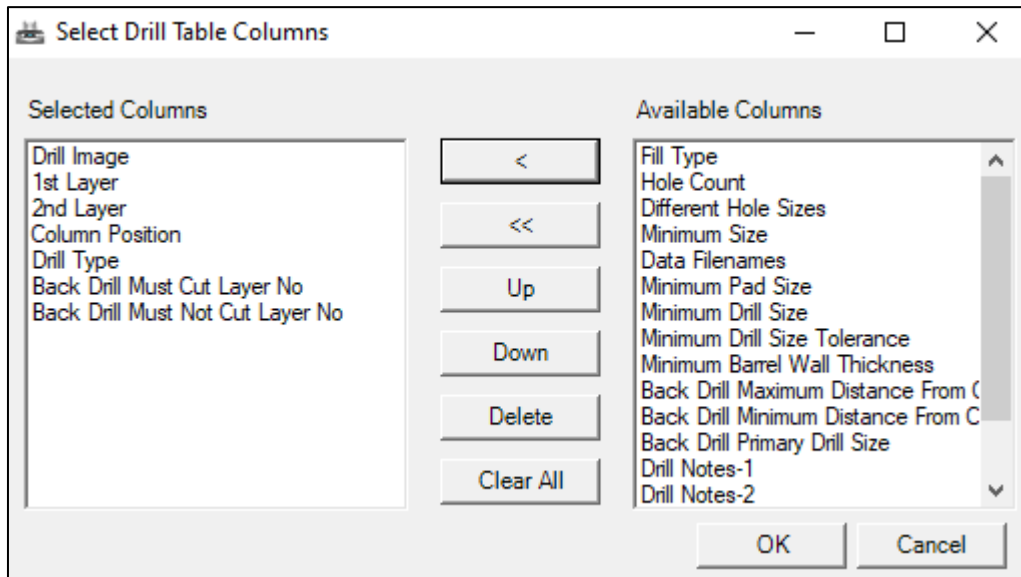 Select Drill Table Columns
Selected Columns
Drill Image
1st Layer
2nd Layer
Column Position
Drill Type
Back Drill Must Cut Layer No
Back Drill Must Not Cut Layer No
<
<<
Up
Down
Delete
Clear All
Available Columns
Fill Type
Hole Count
Different Hole Sizes
Minimum Size
Data Filenames
Minimum Pad Size
Minimum Drill Size
Minimum Drill Size Tolerance
Minimum Barrel Wall Thickness
Back Drill Maximum Distance From
Back Drill Minimum Distance From C
Back Drill Primary Drill Size
Drill Notes-1
Drill Notes-2
OK
Cancel